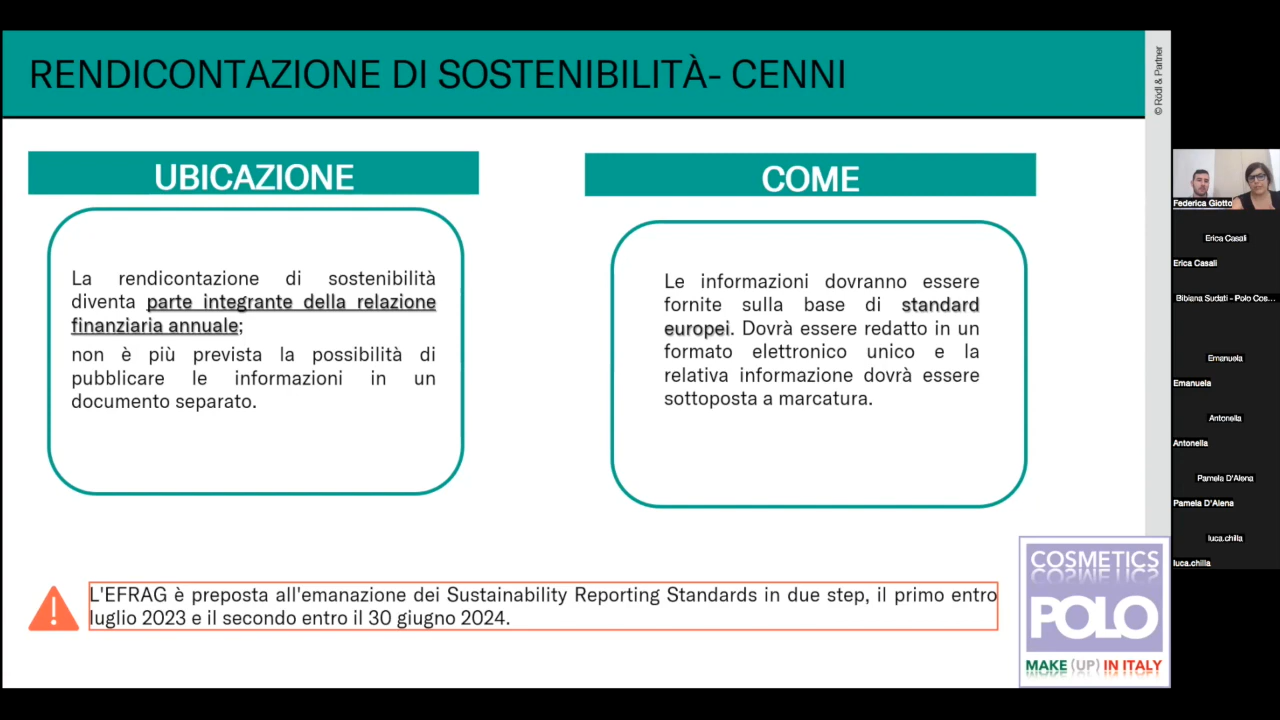 RENDICONTAZIONE DI SOSTENIBILITÀ- CENNI
© Rödl & Partner
UBICAZIONE
La rendicontazione di sostenibilità
diventa parte integrante della relazione
finanziaria annuale;
non è più prevista la possibilità di
pubblicare le informazioni in un
documento separato.
COME
Le informazioni dovranno essere
fornite sulla base di standard
europei. Dovrà essere redatto in un
formato elettronico unico e la
relativa informazione dovrà essere
sottoposta a marcatura.
L'EFRAG è preposta all'emanazione dei Sustainability Reporting Standards in due step, il primo entro
luglio 2023 e il secondo entro il 30 giugno 2024.
COSMETICS
POLO
MAKE (UP) IN ITALY
Federica Giotto
Erica Casali
Erica Casali
Bibiana Sudati - Polo Cos...
Emanuela
Emanuela
Antonella
Antonella
Pamela D'Alena
Pamela D'Alena
luca.chilla
luca.chilla